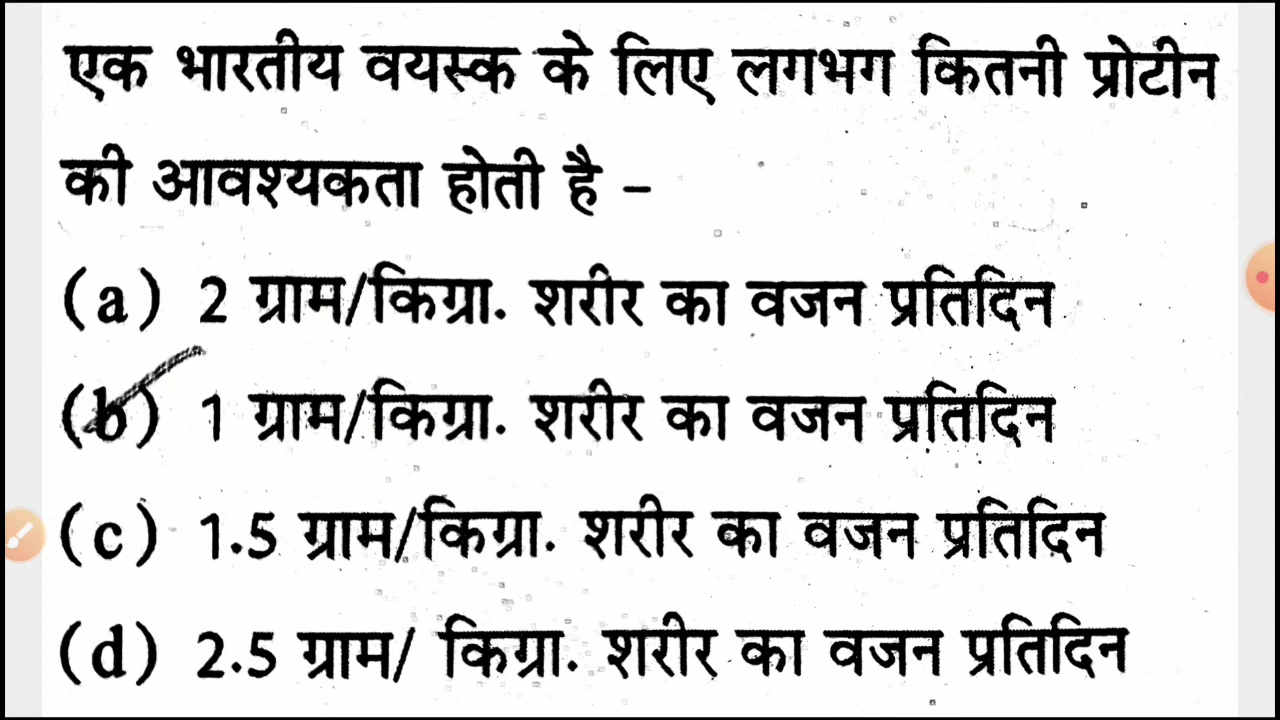 एक भारतीय वयस्क के लिए लगभग कितनी प्रोटीन
की आवश्यकता होती है –
(a) 2 ग्राम/किग्रा. शरीर का वजन प्रतिदिन
(b) 1 ग्राम/किग्रा. शरीर का वजन प्रतिदिन
(c) 1.5 ग्राम/किग्रा. शरीर का वजन प्रतिदिन
(d) 2.5 ग्राम/ किग्रा. शरीर का वजन प्रतिदिन